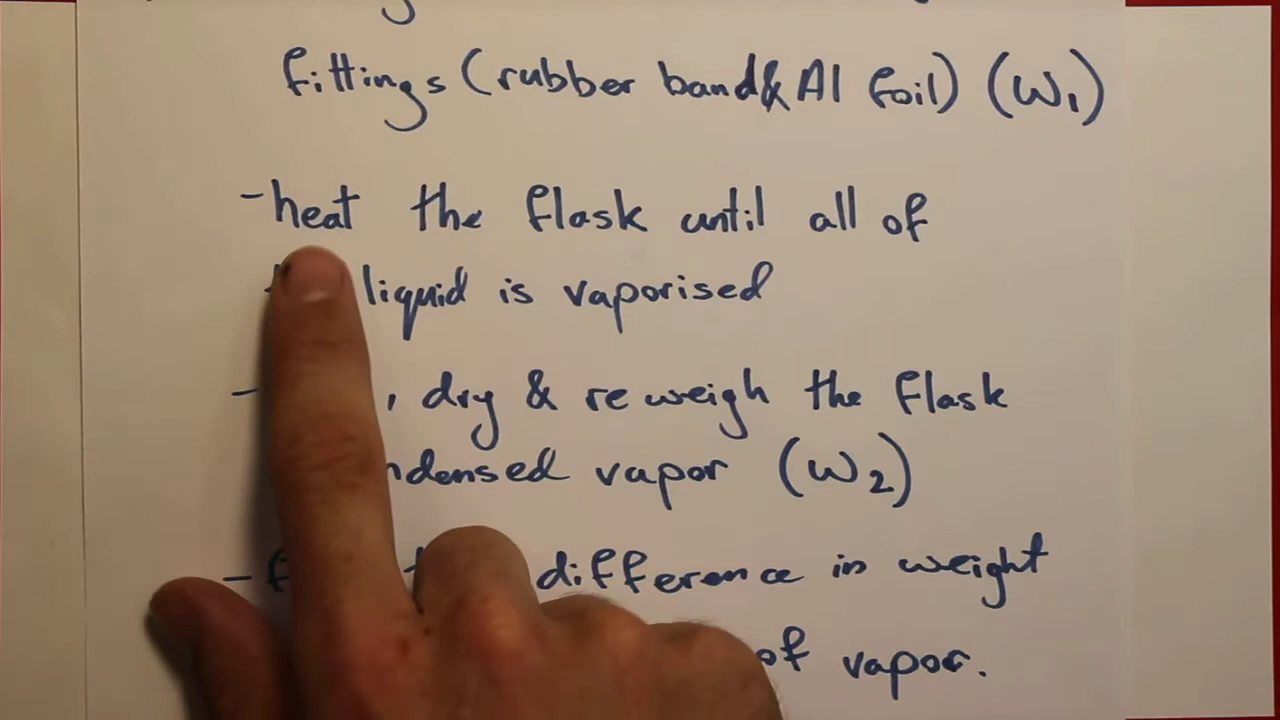 fittings (rubber band & Al foil) (W1)
- heat the flask until all of
liquid is vaporised
- , dry & reweigh the flask
vapor (W2)
- difference in weight
of vapor.